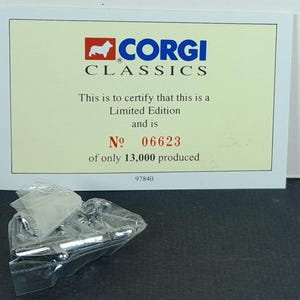 CORGI
CLASSICS
This is to certify that this is a
Limited Edition
and is
No 06623
of only 13,000 produced
97840